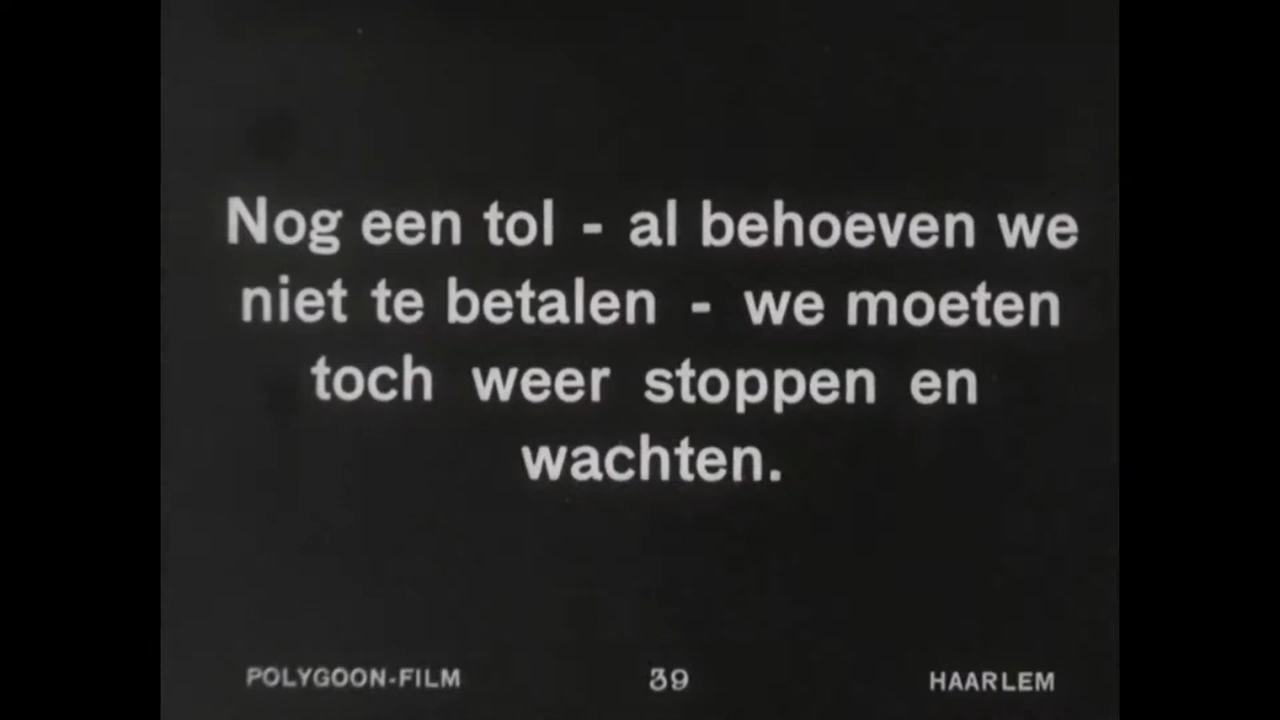 Nog een tol - al behoeven we
niet te betalen - we moeten
toch weer stoppen en
wachten.
POLYGOON-FILM 39 HAARLEM